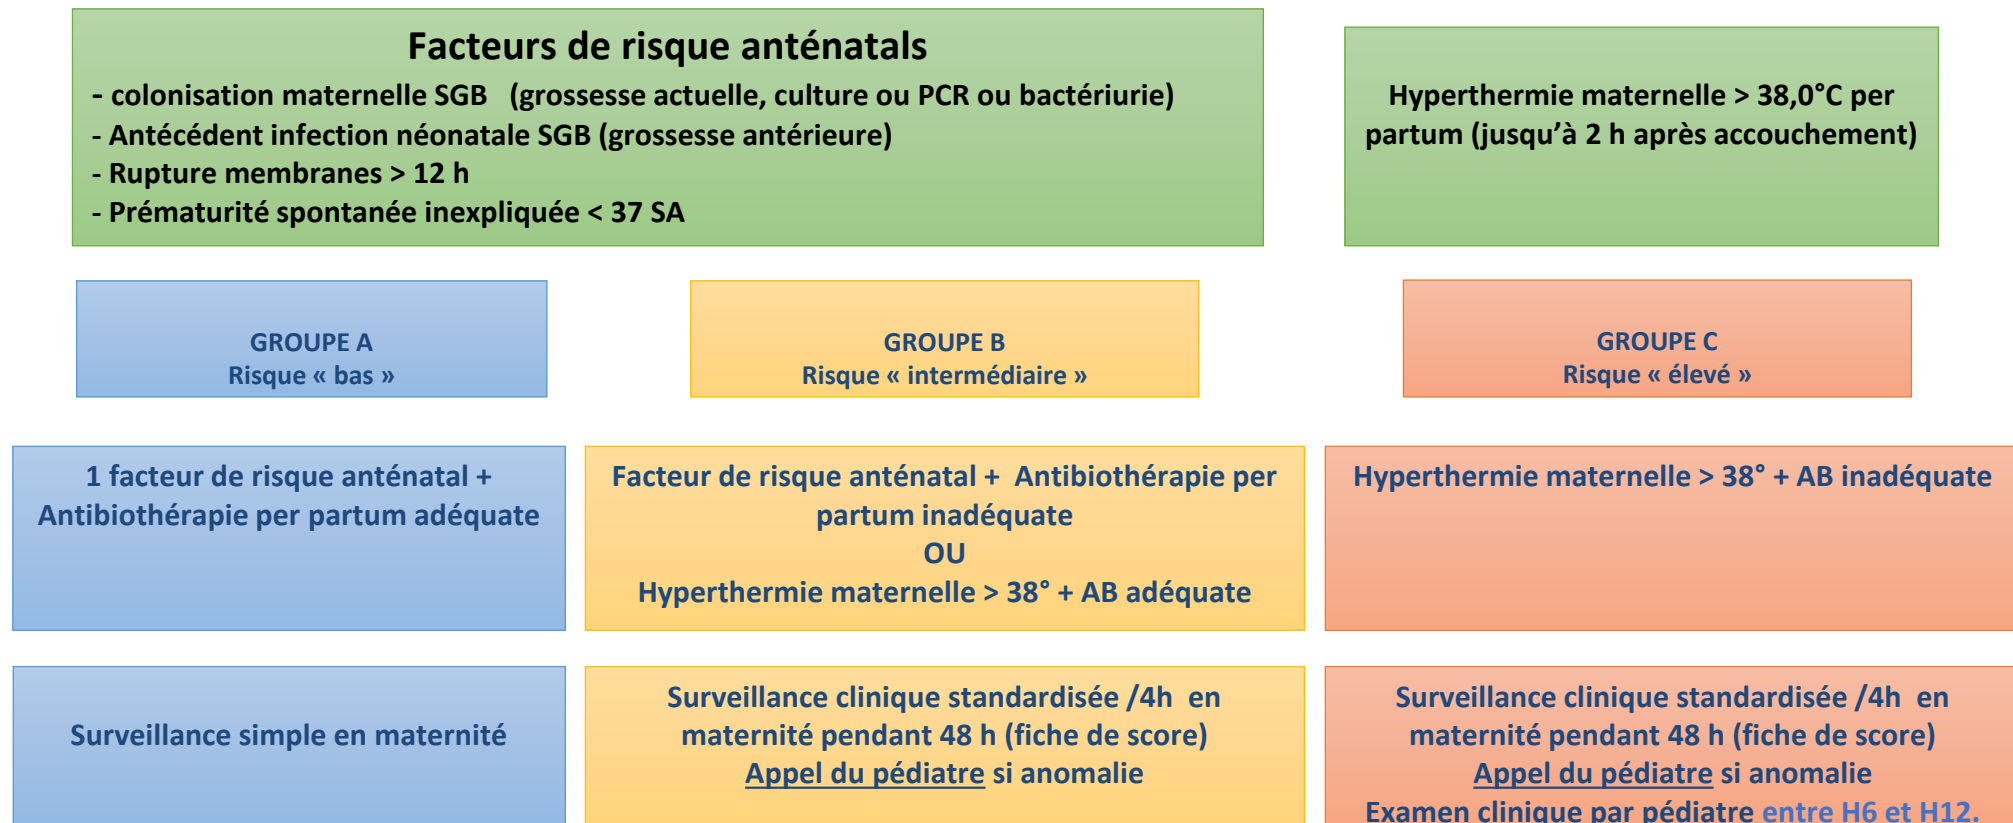 Facteurs de risque anténatals
- colonisation maternelle SGB (grossesse actuelle, culture ou PCR ou bactériurie)
- Antécédent infection néonatale SGB (grossesse antérieure)
- Rupture membranes > 12 h
- Prématurité spontanée inexpliquée < 37 SA
Hyperthermie maternelle > 38,0°C per
partum (jusqu'à 2 h après accouchement)
GROUPE A
Risque « bas »
GROUPE B
Risque « intermédiaire »
GROUPE C
Risque « élevé »
1 facteur de risque anténatal +
Antibiothérapie per partum adéquate
Facteur de risque anténatal + Antibiothérapie per
partum inadéquate
OU
Hyperthermie maternelle > 38° + AB adéquate
Hyperthermie maternelle > 38° + AB inadéquate
Surveillance simple en maternité
Surveillance clinique standardisée /4h en
maternité pendant 48 h (fiche de score)
Appel du pédiatre si anomalie
Surveillance clinique standardisée /4h en
maternité pendant 48 h (fiche de score)
Appel du pédiatre si anomalie
Examen clinique par pédiatre entre H6 et H12.